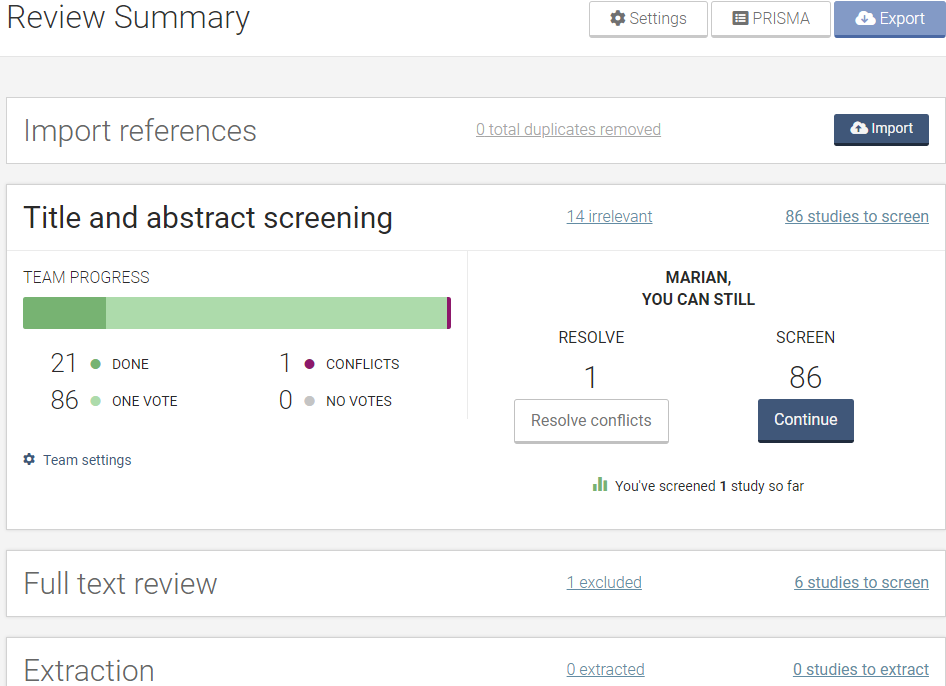 Review Summary
Settings
PRISMA
Export
Import references
0 total duplicates removed
Import
Title and abstract screening
14 irrelevant
86 studies to screen
TEAM PROGRESS
21 DONE
1 CONFLICTS
86 ONE VOTE
0 NO VOTES
Team settings
MARIAN,
YOU CAN STILL
RESOLVE
1
Resolve conflicts
SCREEN
86
Continue
You've screened 1 study so far
Full text review
1 excluded
6 studies to screen
Extraction
0 extracted
0 studies to extract